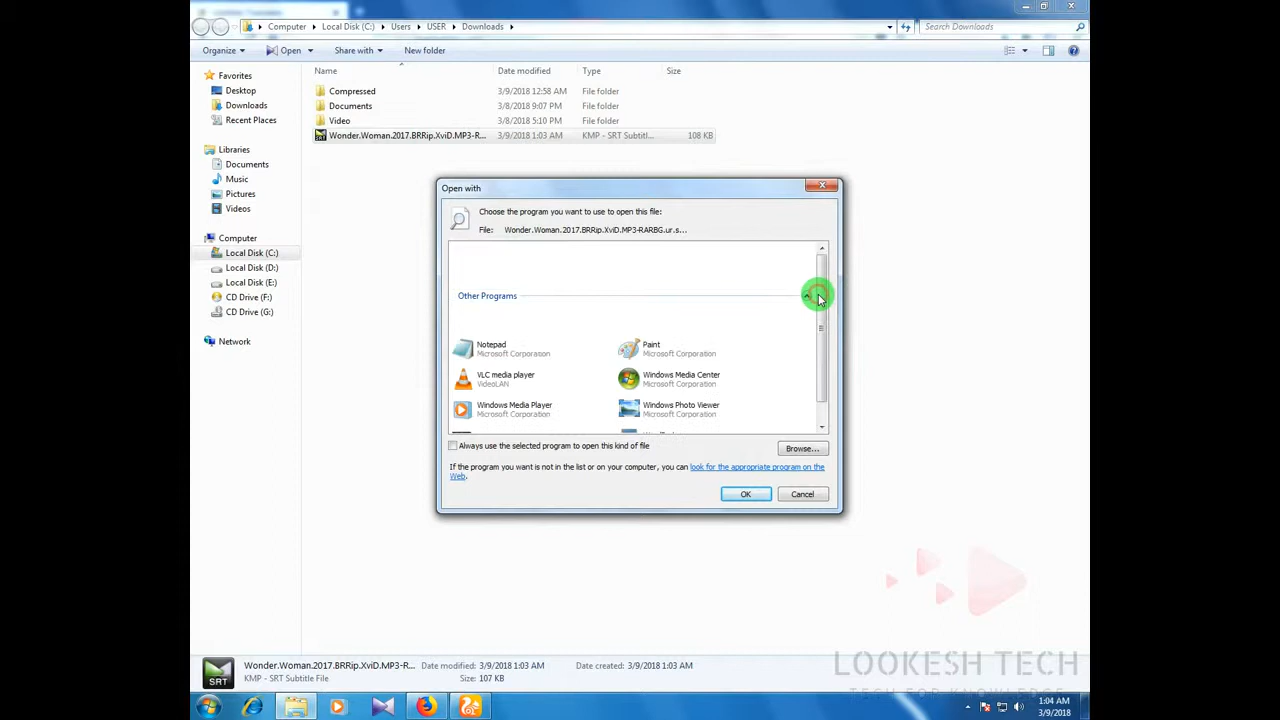 Computer
Local Disk (C:)
Users
USER
Downloads
Search Downloads
Organize
Open
Share with
New folder
Favorites
Desktop
Downloads
Recent Places
Libraries
Documents
Music
Pictures
Videos
Computer
Local Disk (C:)
Local Disk (D:)
Local Disk (E:)
CD Drive (F:)
CD Drive (G:)
Network
Name Date modified Type Size
Compressed 3/9/2018 12:58 AM File folder
Documents 3/8/2018 9:07 PM File folder
Video 3/8/2018 5:10 PM File folder
Wonder.Woman.2017.BRRip.XviD.MP3-R... 3/9/2018 1:03 AM KMP - SRT Subtitl... 108 KB
Open with
Choose the program you want to use to open this file:
File: Wonder.Woman.2017.BRRip.XviD.MP3-RARBG.ur.s...
Other Programs
Notepad
Microsoft Corporation
Paint
Microsoft Corporation
VLC media player
VideoLAN
Windows Media Center
Microsoft Corporation
Windows Media Player
Microsoft Corporation
Windows Photo Viewer
Microsoft Corporation
Always use the selected program to open this kind of file
Browse...
If the program you want is not in the list or on your computer, you can look for the appropriate program on the
Web.
OK
Cancel
SRT
Wonder.Woman.2017.BRRip.XviD.MP3-R... Date modified: 3/9/2018 1:03 AM Date created: 3/9/2018 1:03 AM
KMP - SRT Subtitle File Size: 107 KB
LOOKESH TECH
TECH FOR KNOWLEDGE
1:04 AM
3/9/2018